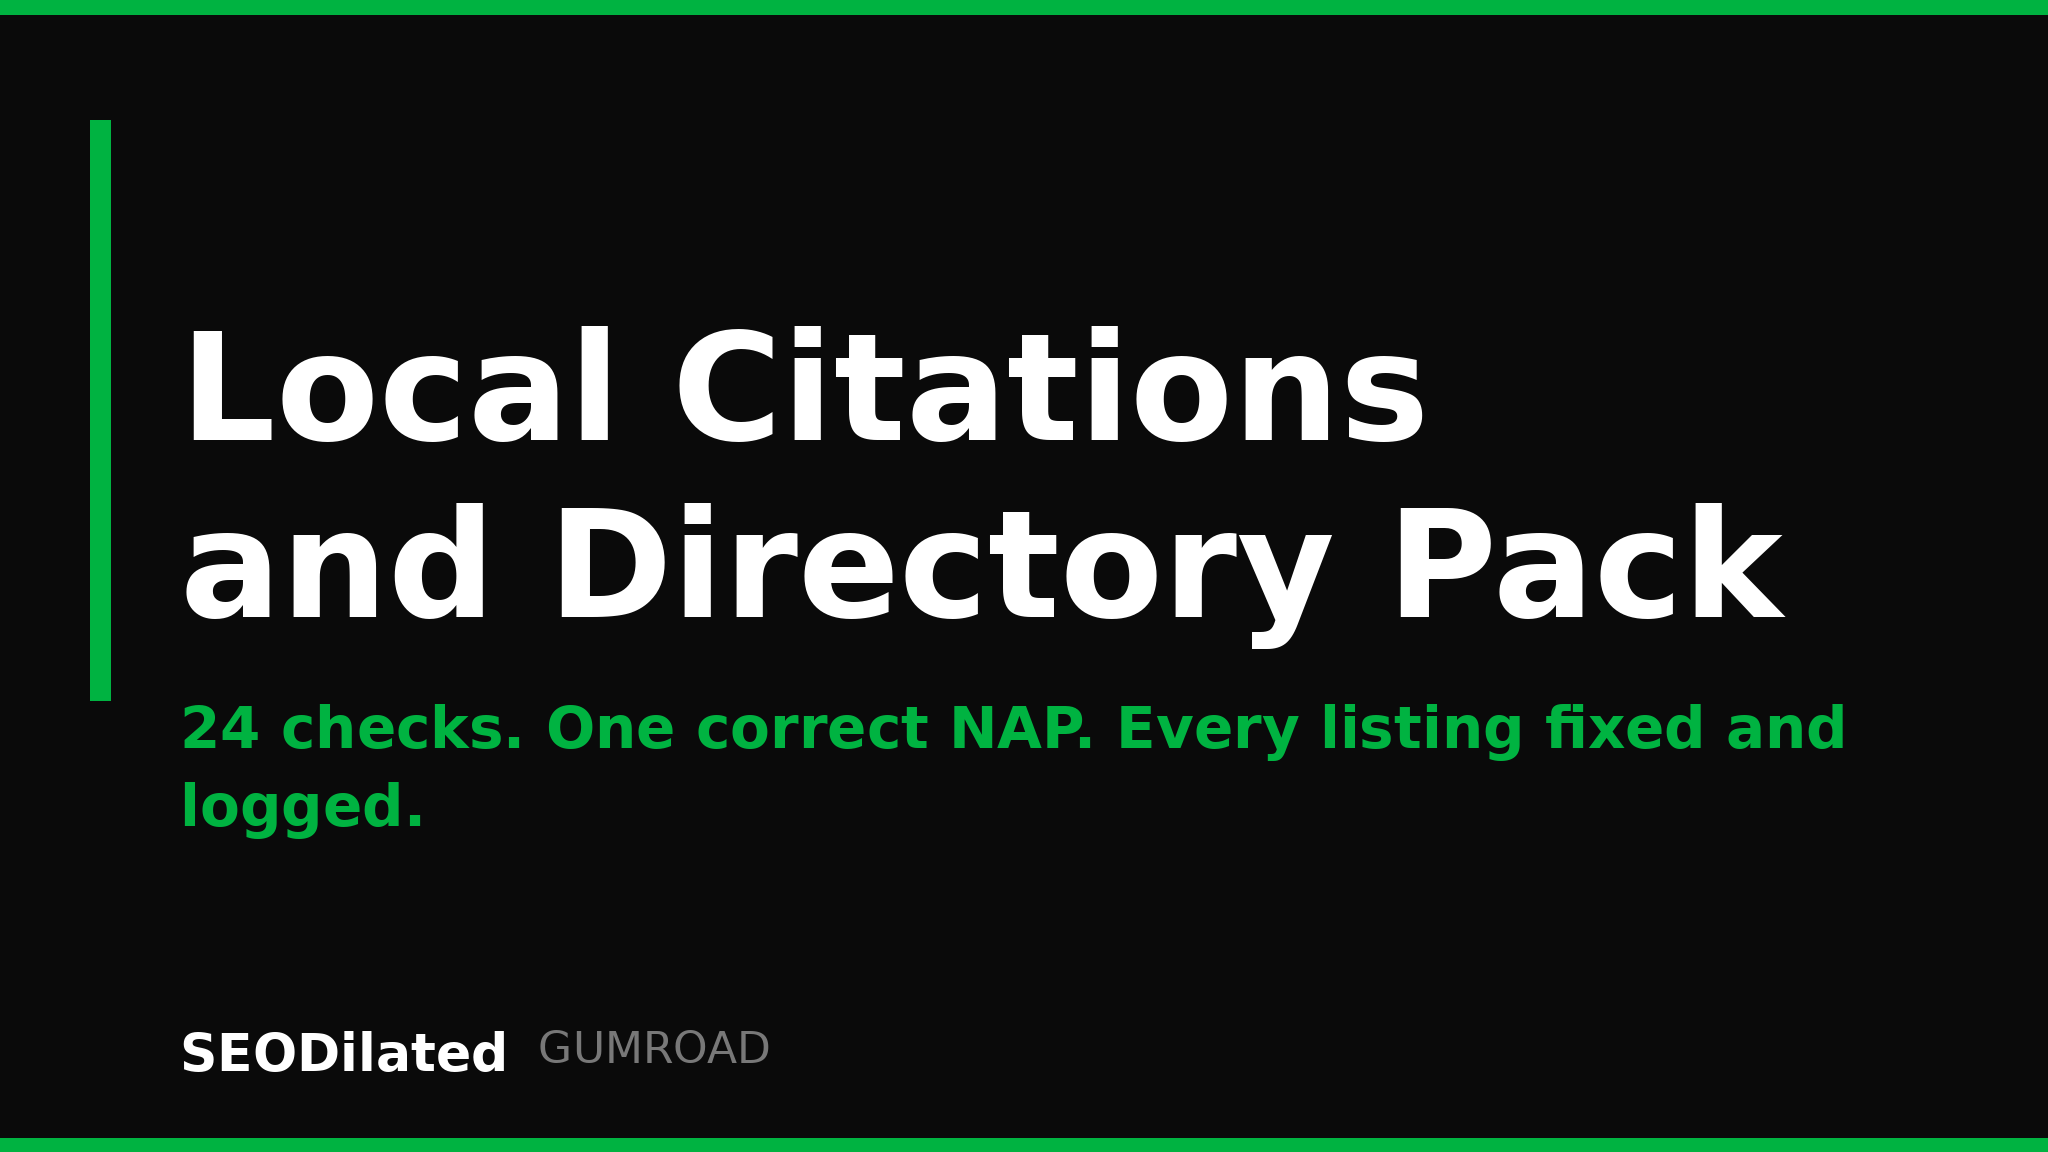 Local Citations
and Directory Pack
24 checks. One correct NAP. Every listing fixed and
logged.
SEODilated GUMROAD